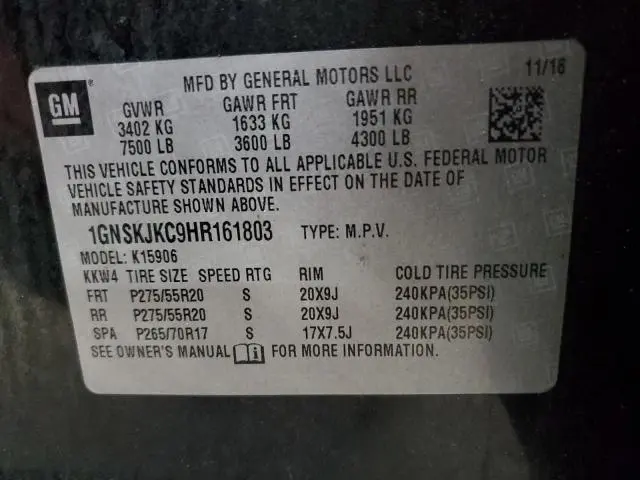 GM
MFD BY GENERAL MOTORS LLC 11/16
GVWR GAWR FRT GAWR RR
3402 KG 1633 KG 1951 KG
7500 LB 3600 LB 4300 LB
THIS VEHICLE CONFORMS TO ALL APPLICABLE U.S. FEDERAL MOTOR
VEHICLE SAFETY STANDARDS IN EFFECT ON THE DATE OF
MANUFACTURE SHOWN ABOVE.
1GNSKJKC9HR161803 TYPE: M.P.V.
MODEL: K15906
KKW4 TIRE SIZE SPEED RTG RIM COLD TIRE PRESSURE
FRT P275/55R20 S 20X9J 240KPA(35PSI)
RR P275/55R20 S 20X9J 240KPA(35PSI)
SPA P265/70R17 S 17X7.5J 240KPA(35PSI)
SEE OWNER'S MANUAL FOR MORE INFORMATION.